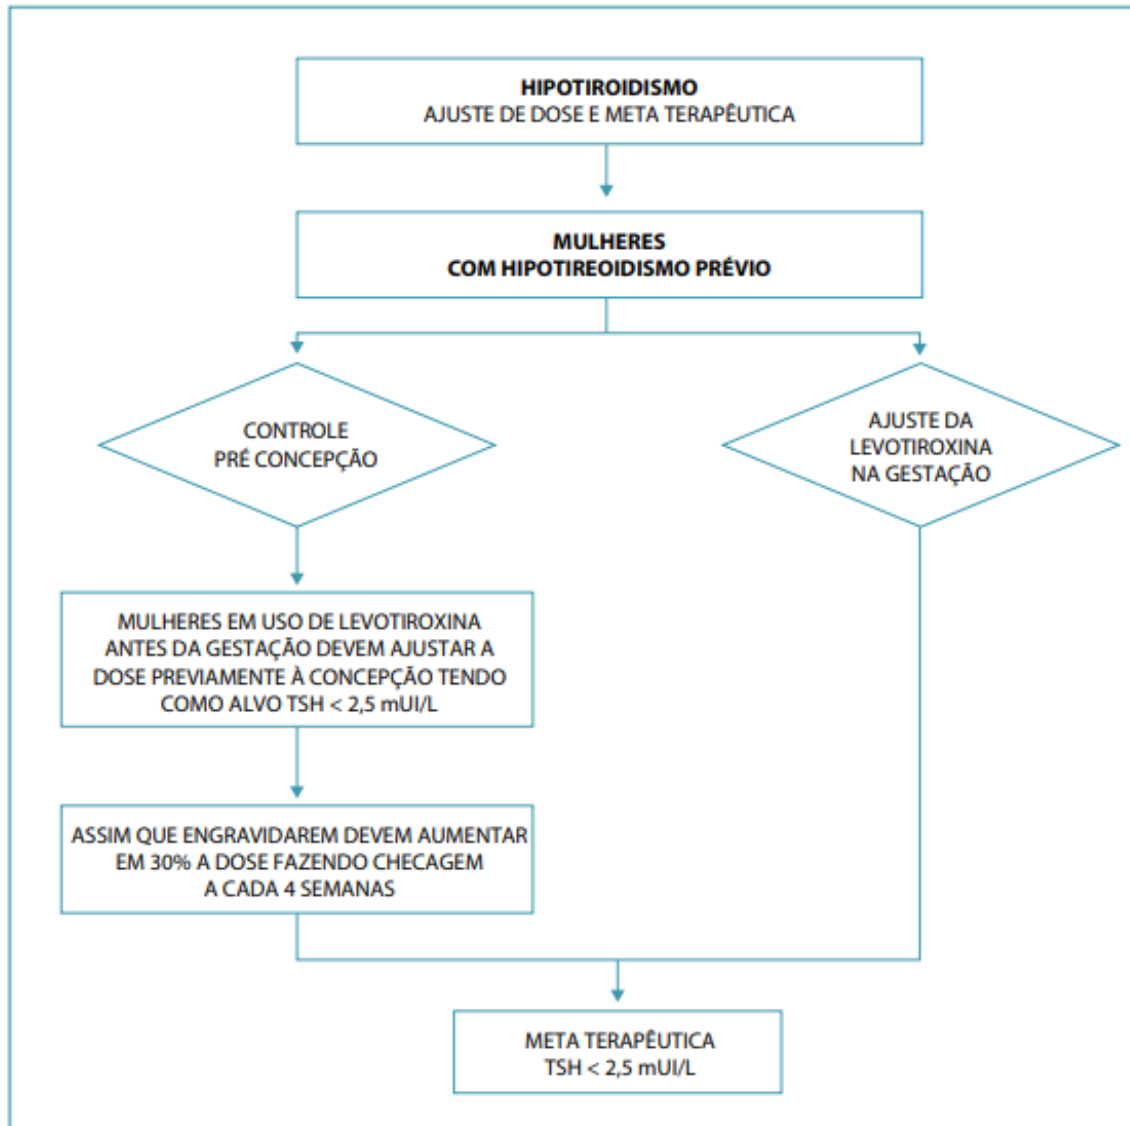 HIPOTIROIDISMO
AJUSTE DE DOSE E META TERAPÊUTICA
MULHERES
COM HIPOTIREOIDISMO PRÉVIO
CONTROLE
PRÉ CONCEPÇÃO
AJUSTE DA
LEVOTIROXINA
NA GESTAÇÃO
MULHERES EM USO DE LEVOTIROXINA
ANTES DA GESTAÇÃO DEVEM AJUSTAR A
DOSE PREVIAMENTE À CONCEPÇÃO TENDO
COMO ALVO TSH < 2,5 mUI/L
ASSIM QUE ENGRAVIDAREM DEVEM AUMENTAR
EM 30% A DOSE FAZENDO CHECAGEM
A CADA 4 SEMANAS
META TERAPÊUTICA
TSH < 2,5 mUI/L